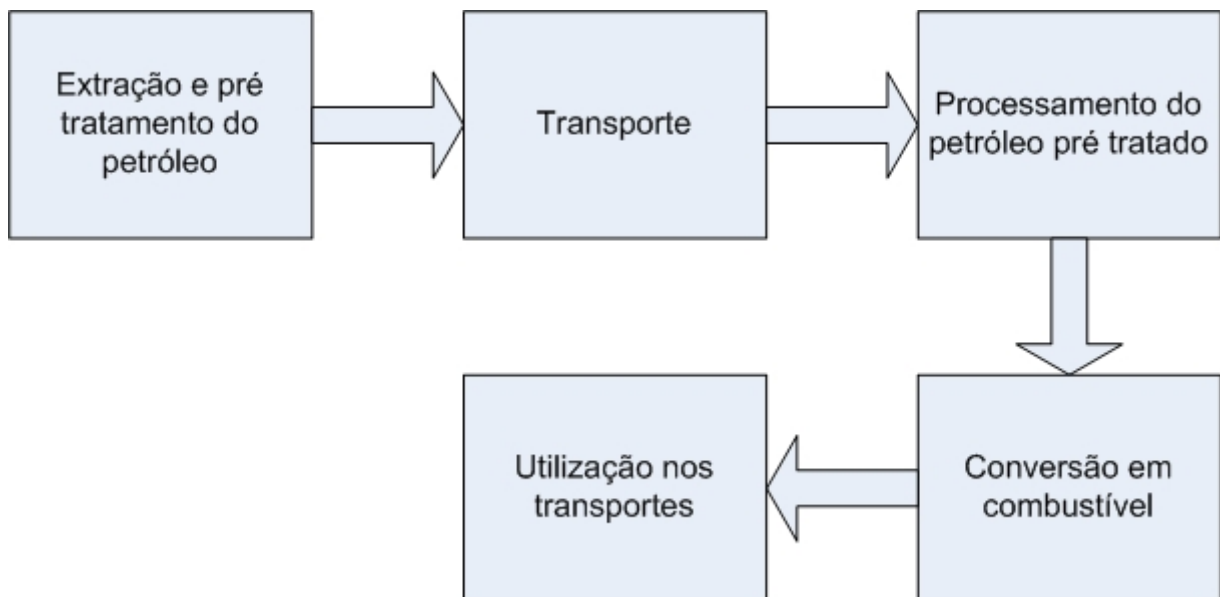 Extração e pré
tratamento do
petróleo
Transporte
Processamento do
petróleo pré tratado
Conversão em
combustível
Utilização nos
transportes